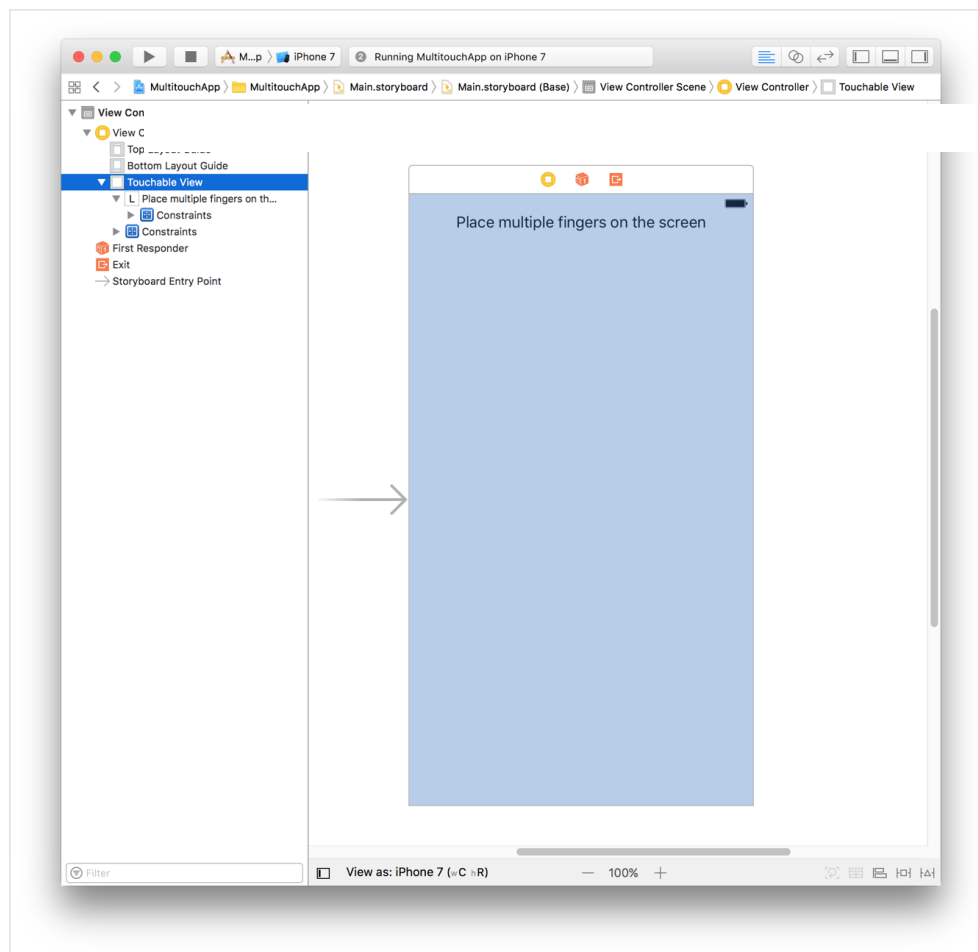 M...p 〉 iPhone 7 2 Running MultitouchApp on iPhone 7
MultitouchApp 〉 MultitouchApp 〉 Main.storyboard 〉 Main.storyboard (Base) 〉 View Controller Scene 〉 View Controller 〉 Touchable View
View Con
View C
Top Layout Guide
Bottom Layout Guide
Touchable View
L Place multiple fingers on th...
Constraints
Constraints
First Responder
Exit
Storyboard Entry Point
Place multiple fingers on the screen
Filter
View as: iPhone 7 (wC hR)
— 100% +